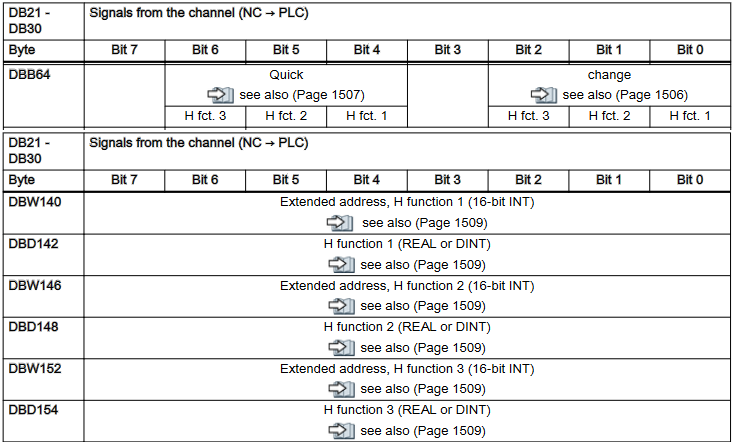 DB21 - Signals from the channel (NC → PLC)
DB30
Byte Bit 7 Bit 6 Bit 5 Bit 4 Bit 3 Bit 2 Bit 1 Bit 0
DBB64 Quick change
see also (Page 1507) see also (Page 1506)
H fct. 3 H fct. 2 H fct. 1 H fct. 3 H fct. 2 H fct. 1
DB21 - Signals from the channel (NC → PLC)
DB30
Byte Bit 7 Bit 6 Bit 5 Bit 4 Bit 3 Bit 2 Bit 1 Bit 0
DBW140 Extended address, H function 1 (16-bit INT)
see also (Page 1509)
DBD142 H function 1 (REAL or DINT)
see also (Page 1509)
DBW146 Extended address, H function 2 (16-bit INT)
see also (Page 1509)
DBD148 H function 2 (REAL or DINT)
see also (Page 1509)
DBW152 Extended address, H function 3 (16-bit INT)
see also (Page 1509)
DBD154 H function 3 (REAL or DINT)
see also (Page 1509)